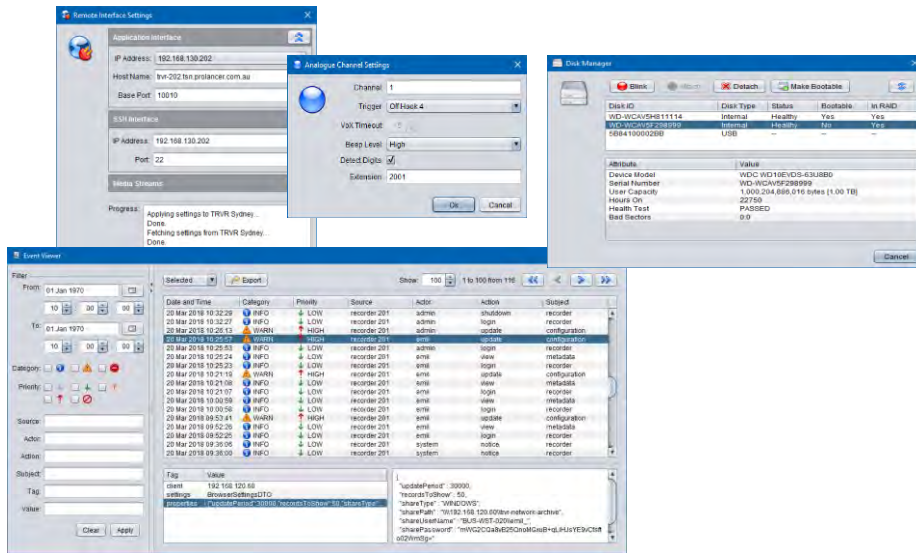 Remote Interface Settings
Application Interface
IP Address: 192.168.130.202
Host Name: trvr-202.tsn.prolancer.com.au
Base Port: 10010
SSH Interface
IP Address: 192.168.130.202
Port: 22
Media Streams
Progress:
Applying settings to TRVR Sydney...
Done.
Fetching settings from TRVR Sydney...
Done.
Analogue Channel Settings
Channel: 1
Trigger: Off Hack 4
VoX Timeout:
Beep Level: High
Detect Digits:
Extension: 2001
Ok Cancel
Disk Manager
Blink Attach Detach Make Bootable
Disk ID Disk Type Status Bootable In RAID
WD-WCAV5H811114 Internal Healthy Yes Yes
WD-WCAV5F298999 Internal Healthy No Yes
5B84100002BB USB -- -- --
Attribute Value
Device Model WDC WD10EVDS-63U8B0
Serial Number WD-WCAV5F298999
User Capacity 1,000,204,886,016 bytes [1.00 TB]
Hours On 22750
Health Test PASSED
Bad Sectors 0:0
Cancel
Event Viewer
Filter
From: 01 Jan 1970
10 00 00
To: 01 Jan 1970
10 00 00
Category:
Priority:
Source:
Actor:
Action:
Subject:
Tag:
Value:
Clear Apply
Selected Export Show: 100 1 to 100 from 116
Date and Time Category Priority Source Actor Action Subject
20 Mar 2018 10:32:29 INFO LOW recorder 201 admin shutdown recorder
20 Mar 2018 10:32:27 INFO LOW recorder 201 admin login recorder
20 Mar 2018 10:26:13 WARN HIGH recorder 201 admin update configuration
20 Mar 2018 10:25:57 WARN HIGH recorder 201 emil update configuration
20 Mar 2018 10:25:53 INFO LOW recorder 201 admin login recorder
20 Mar 2018 10:25:24 INFO LOW recorder 201 emil view metadata
20 Mar 2018 10:25:23 INFO LOW recorder 201 emil login recorder
20 Mar 2018 10:21:19 WARN HIGH recorder 201 emil update configuration
20 Mar 2018 10:21:08 INFO LOW recorder 201 emil view metadata
20 Mar 2018 10:21:07 INFO LOW recorder 201 emil login recorder
20 Mar 2018 10:00:59 INFO LOW recorder 201 emil view metadata
20 Mar 2018 10:00:58 INFO LOW recorder 201 emil login recorder
20 Mar 2018 09:53:41 WARN HIGH recorder 201 emil update configuration
20 Mar 2018 09:52:26 INFO LOW recorder 201 emil view metadata
20 Mar 2018 09:52:25 INFO LOW recorder 201 emil login recorder
20 Mar 2018 09:36:06 INFO LOW recorder 201 system notice recorder
20 Mar 2018 09:36:00 INFO LOW recorder 201 system notice recorder
Tag Value
client 192.168.120.60
settings BrowserSettingsDTO
properties {"updatePeriod":30000,"recordsToShow":50,"shareType"
{
"updatePeriod" : 30000,
"recordsToShow" : 50,
"shareType" : "WINDOWS",
"sharePath"
"shareUserName" : "BUS-WST-020\\emil_",
"sharePassword" :